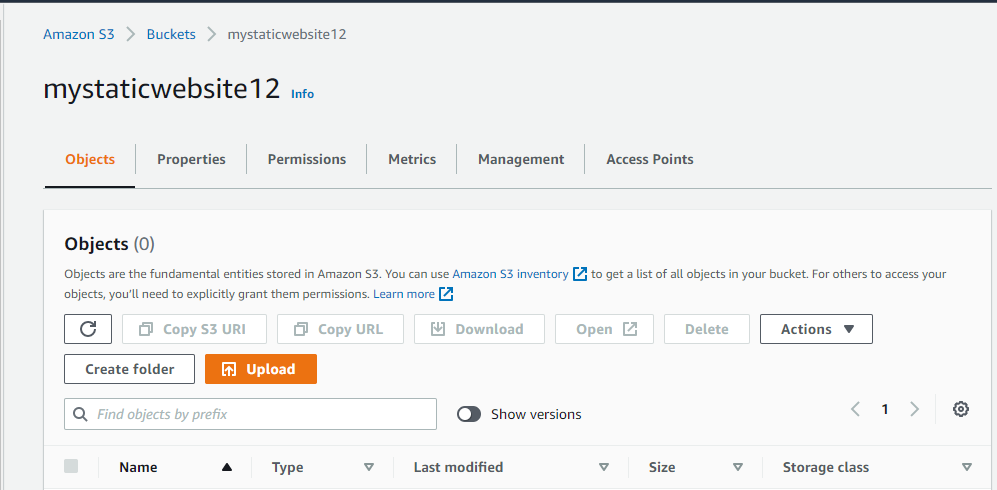 Amazon S3 Buckets mystaticwebsite12
mystaticwebsite12 Info
Objects Properties Permissions Metrics Management Access Points
Objects (0)
Objects are the fundamental entities stored in Amazon S3. You can use Amazon S3 inventory to get a list of all objects in your bucket. For others to access your
objects, you'll need to explicitly grant them permissions. Learn more
Copy S3 URI Copy URL Download Open Delete Actions
Create folder Upload
Find objects by prefix Show versions 1
Name Type Last modified Size Storage class